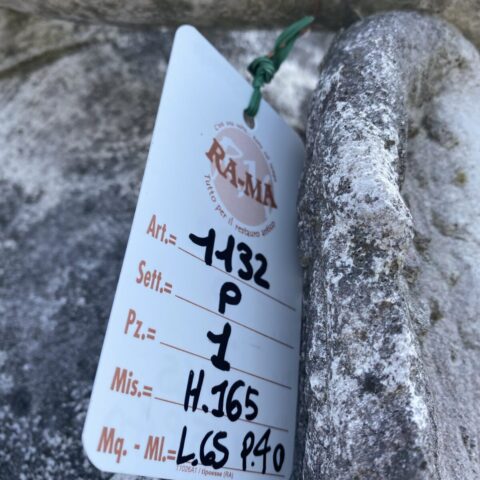 RA-MA
Tutto per il restauro antico
Art.= 1132
Sett.= P
Pz.= 1
Mis.= H.165
Mq. - Ml.= L.65 P.40